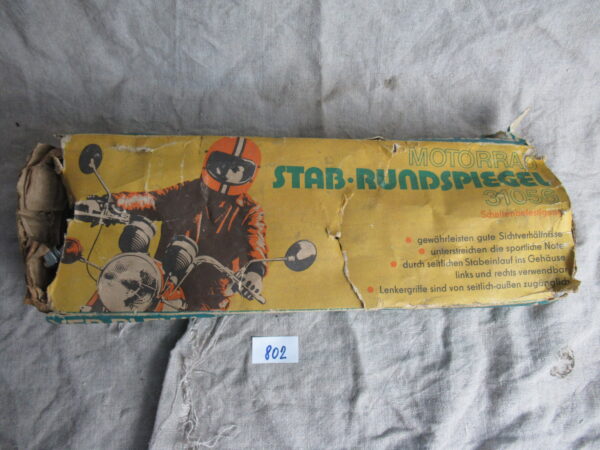 MOTORRAD
STAB-RUNDSPIEGEL
gewährleisten gute Sichtverhältnisse
unterstreichen die sportliche Note
durch seitlichen Stabeinlauf ins Gehäuse
links und rechts verwendbar
Lenkergriffe sind von seitlich-außen zugänglich
802